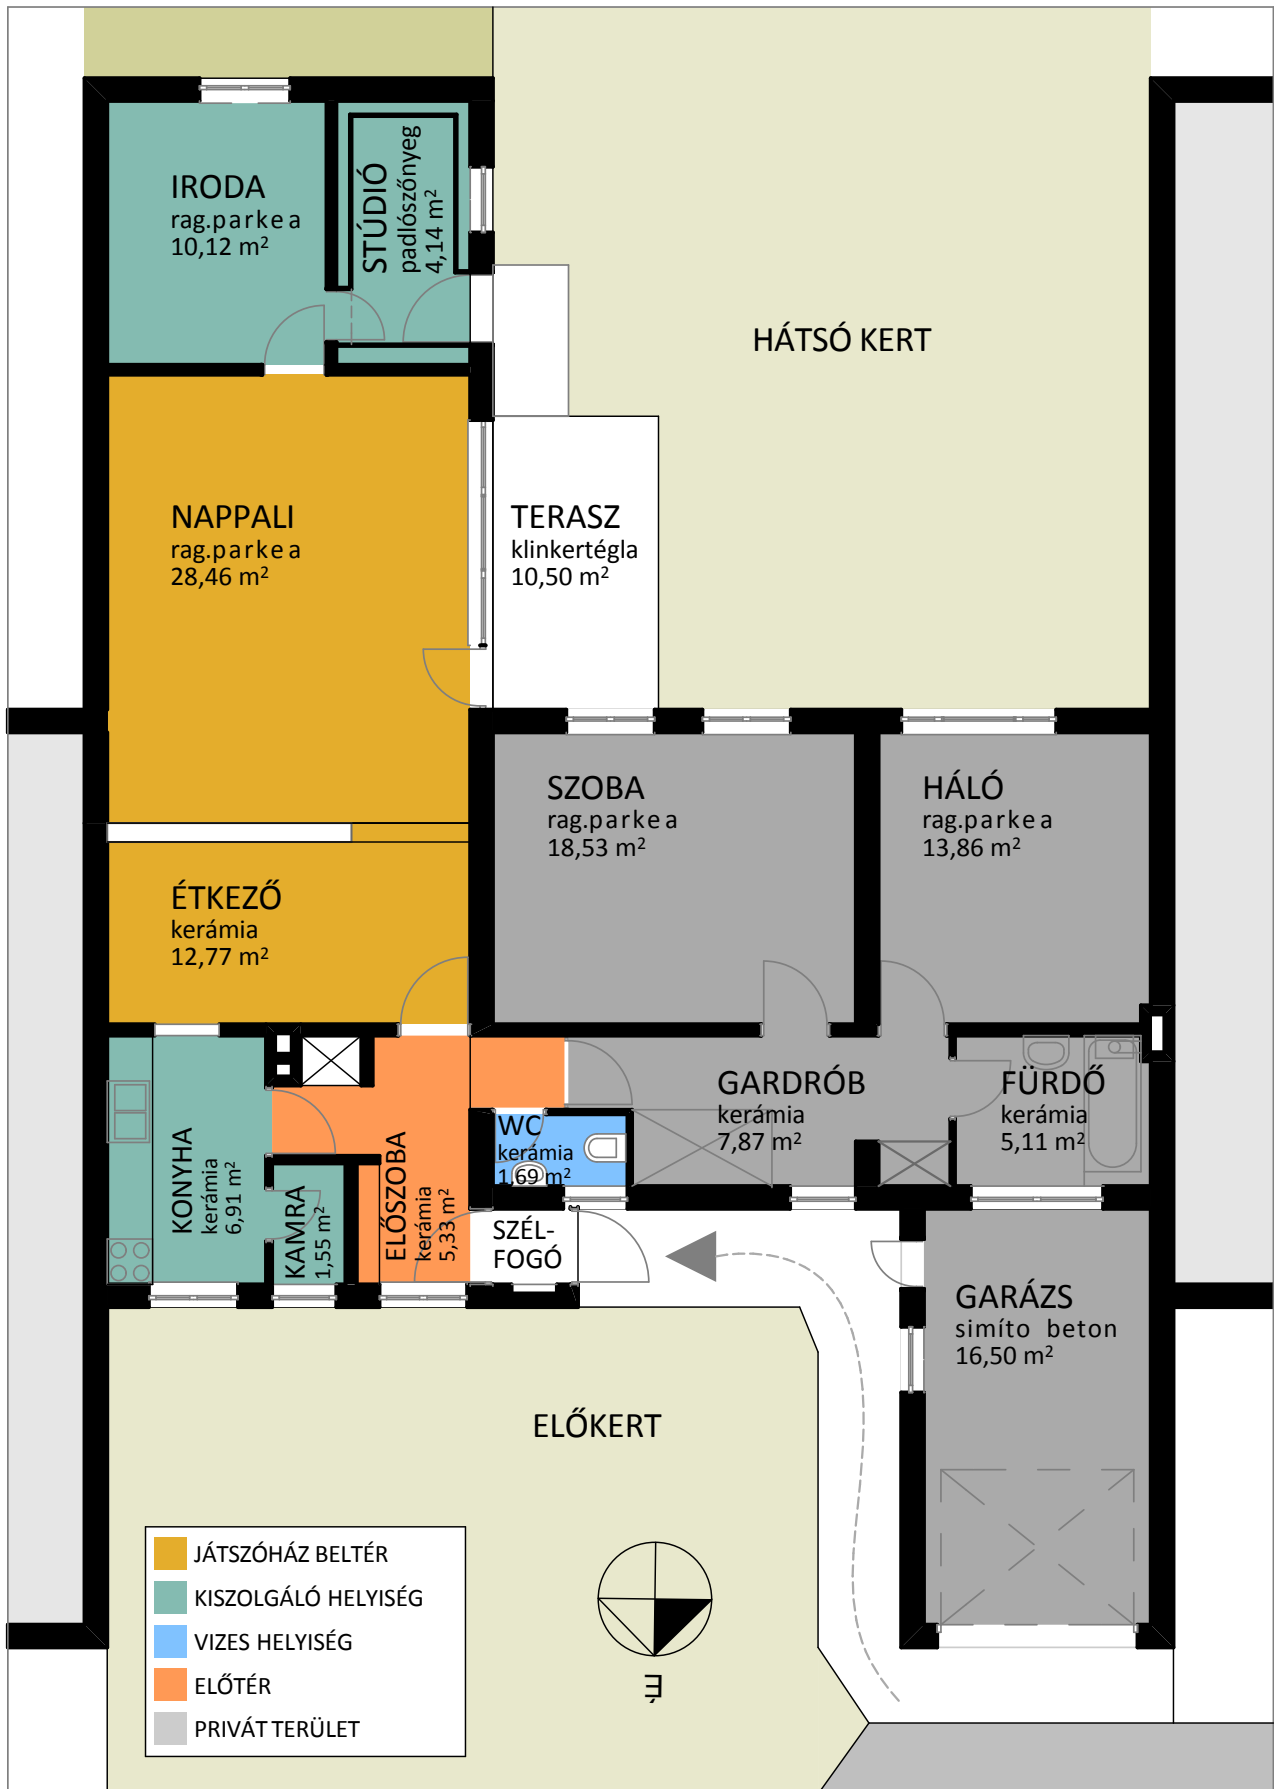 IRODA
rag.parke a
10,12 m²
STÚDIÓ
padlószőnyeg
4,14 m²
HÁTSÓ KERT
NAPPALI
rag.parke a
28,46 m²
TERASZ
klinkertégla
10,50 m²
SZOBA
rag.parke a
18,53 m²
HÁLÓ
rag.parke a
13,86 m²
ÉTKEZŐ
kerámia
12,77 m²
GARDRÓB
kerámia
7,87 m²
FÜRDŐ
kerámia
5,11 m²
WC
kerámia
1,69 m²
KONYHA
kerámia
6,91 m²
KAMRA
1,55 m²
ELŐSZOBA
kerámia
5,33 m²
SZÉL-
FOGÓ
GARÁZS
simíto beton
16,50 m²
ELŐKERT
JÁTSZÓHÁZ BELTÉR
KISZOLGÁLÓ HELYISÉG
VIZES HELYISÉG
ELŐTÉR
PRIVÁT TERÜLET
É